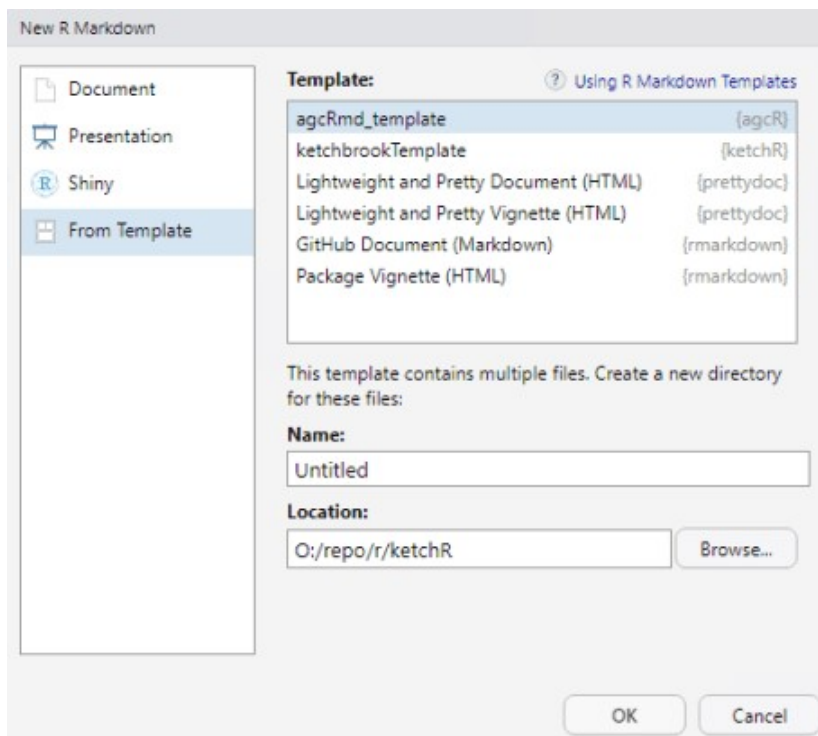 New R Markdown
Document
Presentation
R Shiny
From Template
Template: ? Using R Markdown Templates
agcRmd_template {agcR}
ketchbrookTemplate {ketchR}
Lightweight and Pretty Document (HTML) {prettydoc}
Lightweight and Pretty Vignette (HTML) {prettydoc}
GitHub Document (Markdown) {rmarkdown}
Package Vignette (HTML) {rmarkdown}
This template contains multiple files. Create a new directory
for these files:
Name:
Untitled
Location:
O:/repo/r/ketchR Browse...
OK Cancel